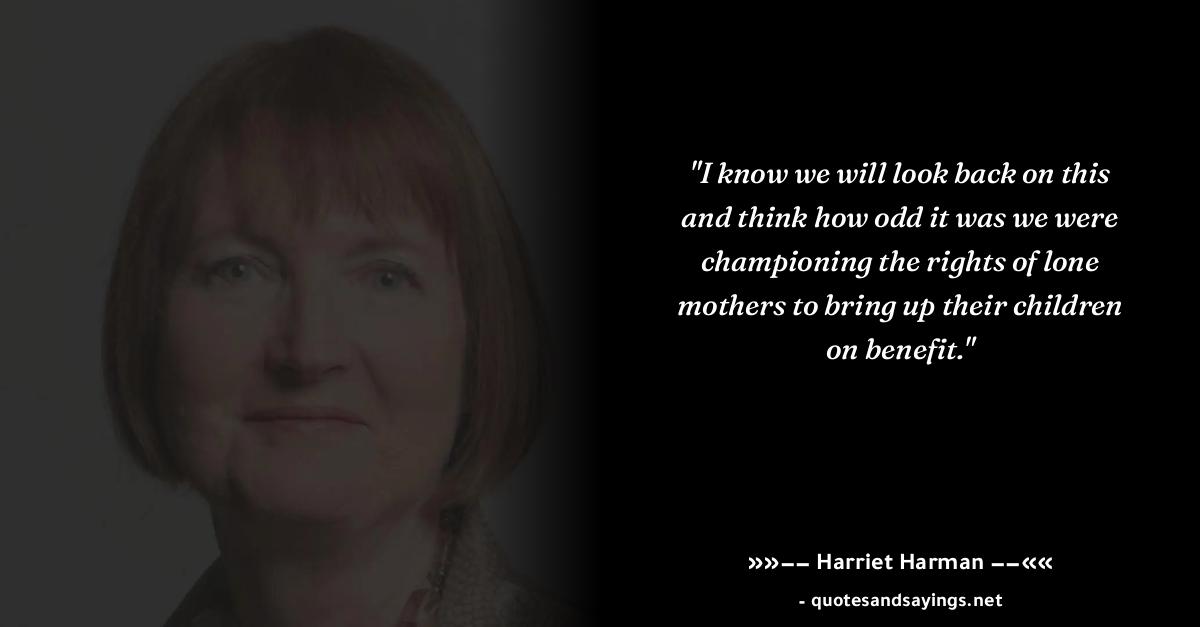 "I know we will look back on this
and think how odd it was we were
championing the rights of lone
mothers to bring up their children
on benefit."
»»−− Harriet Harman −−««
- quotesandsayings.net